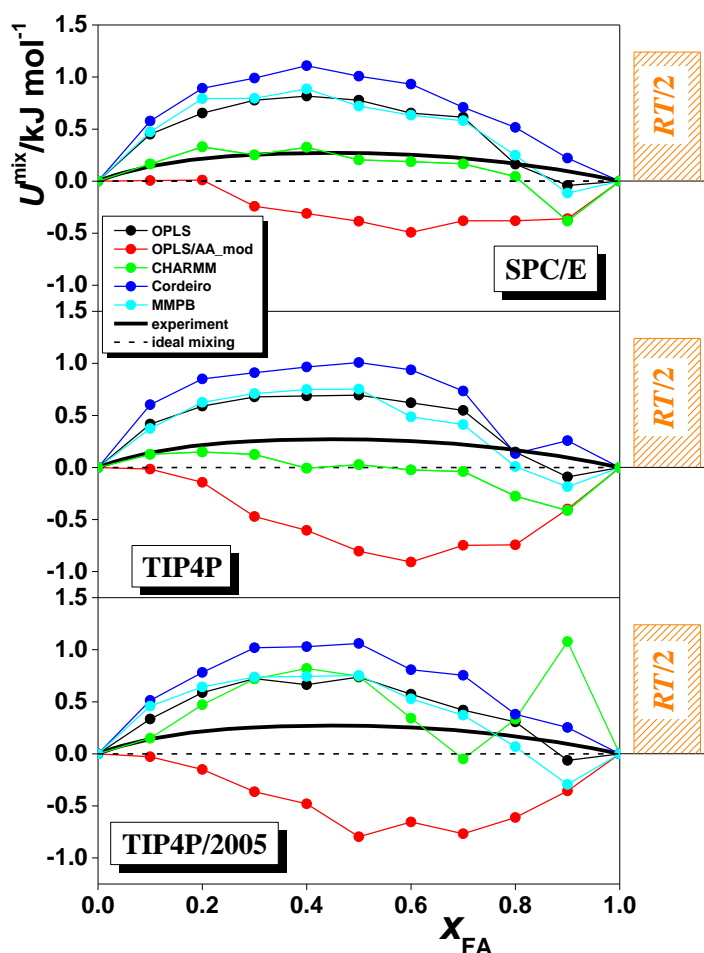 1.5
1.0
0.5
0.0
-0.5
-1.0
U^mix/kJ mol^-1
RT/2
OPLS
OPLS/AA_mod
CHARMM
Cordeiro
MMPB
experiment
ideal mixing
SPC/E
1.5
1.0
0.5
0.0
-0.5
-1.0
RT/2
TIP4P
1.5
1.0
0.5
0.0
-0.5
-1.0
RT/2
TIP4P/2005
0.0 0.2 0.4 0.6 0.8 1.0
x_FA